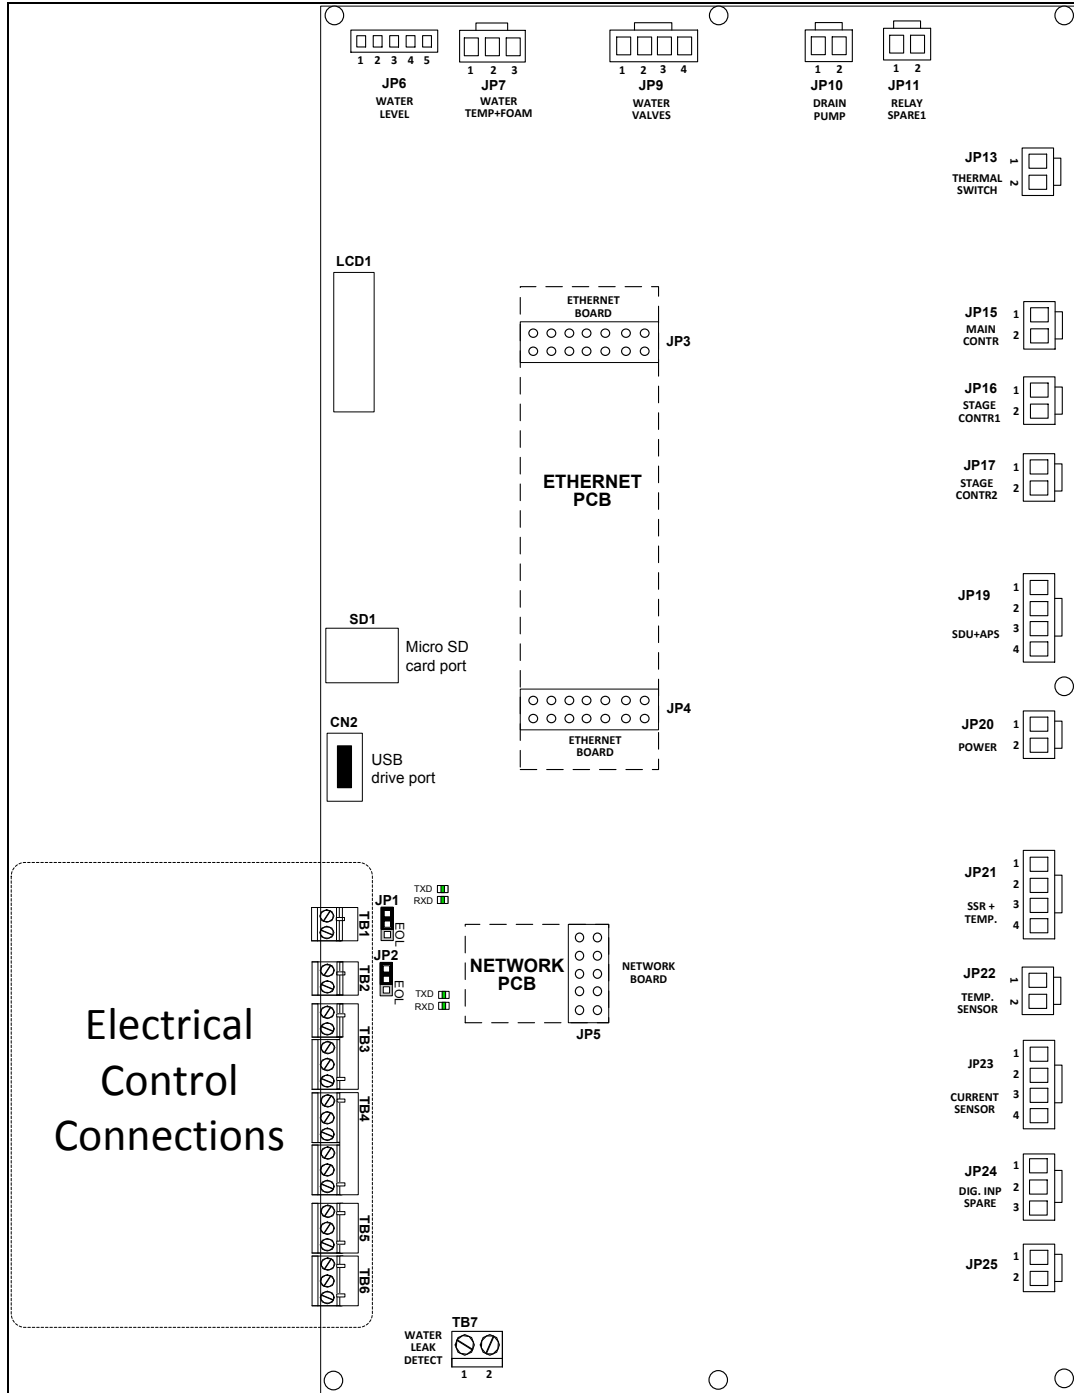 1 2 3 4 5
JP6
WATER
LEVEL
1 2 3
JP7
WATER
TEMP+FOAM
1 2 3 4
JP9
WATER
VALVES
1 2
JP10
DRAIN
PUMP
1 2
JP11
RELAY
SPARE1
JP13
THERMAL
SWITCH
1
2
LCD1
ETHERNET
BOARD
JP3
JP15
MAIN
CONTR
1
2
JP16
STAGE
CONTR1
1
2
JP17
STAGE
CONTR2
1
2
ETHERNET
PCB
JP19
SDU+APS
1
2
3
4
SD1
Micro SD
card port
JP4
ETHERNET
BOARD
CN2
USB
drive port
JP20
POWER
1
2
JP21
SSR +
TEMP.
1
2
3
4
TXD
RXD
JP1
EOL
TB1
JP2
EOL
TB2
TXD
RXD
NETWORK
PCB
NETWORK
BOARD
JP5
JP22
TEMP.
SENSOR
1
2
Electrical
Control
Connections
TB3
TB4
TB5
TB6
JP23
CURRENT
SENSOR
1
2
3
4
JP24
DIG. INP
SPARE
1
2
3
JP25
1
2
TB7
WATER
LEAK
DETECT
1 2